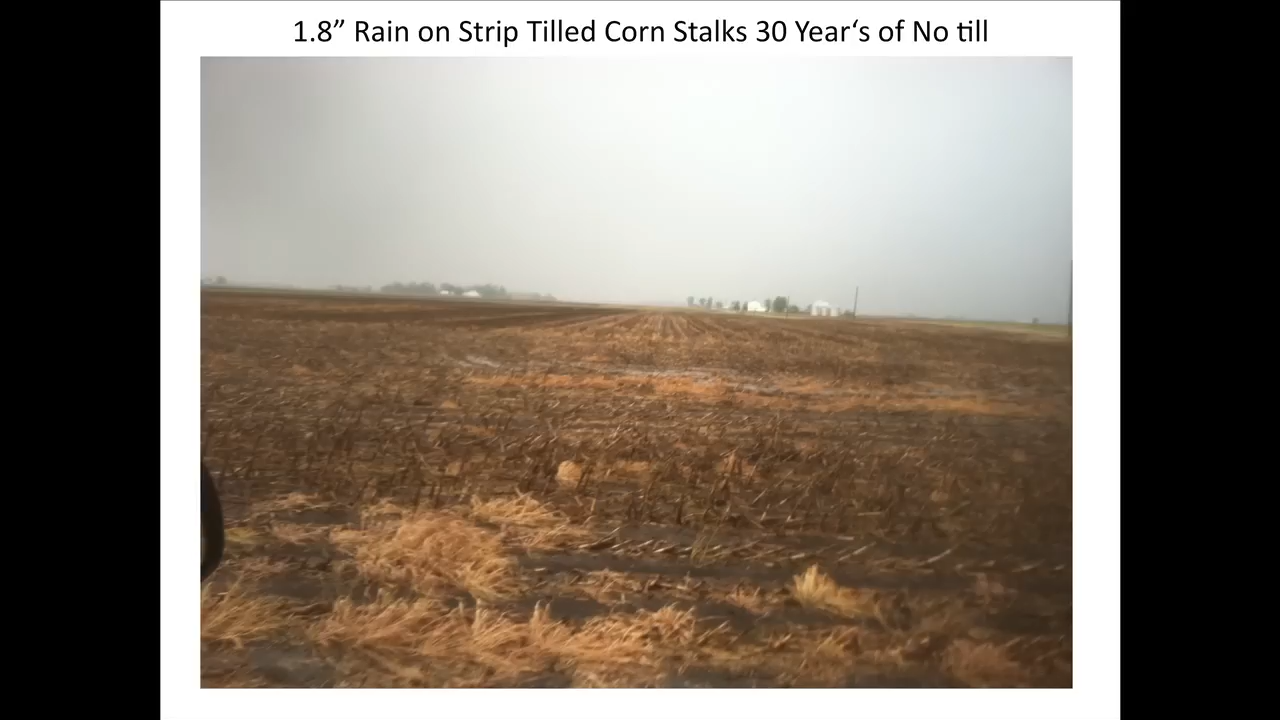 1.8” Rain on Strip Tilled Corn Stalks 30 Year‘s of No till